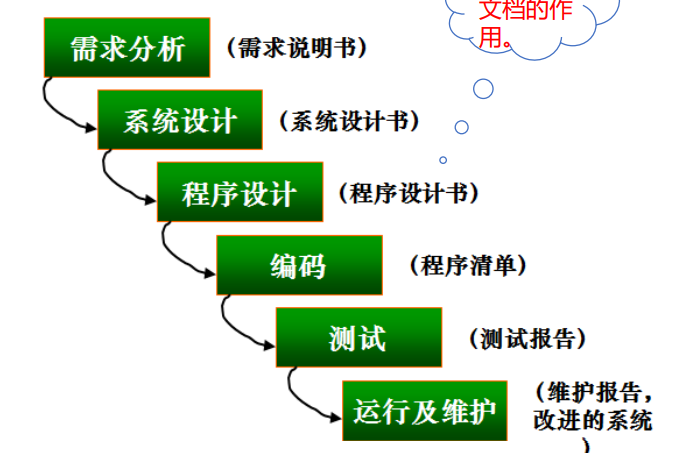 文档的作
用。
需求分析
（需求说明书）
系统设计
（系统设计书）
程序设计
（程序设计书）
编码
（程序清单）
测试
（测试报告）
运行及维护
（维护报告，
改进的系统
）